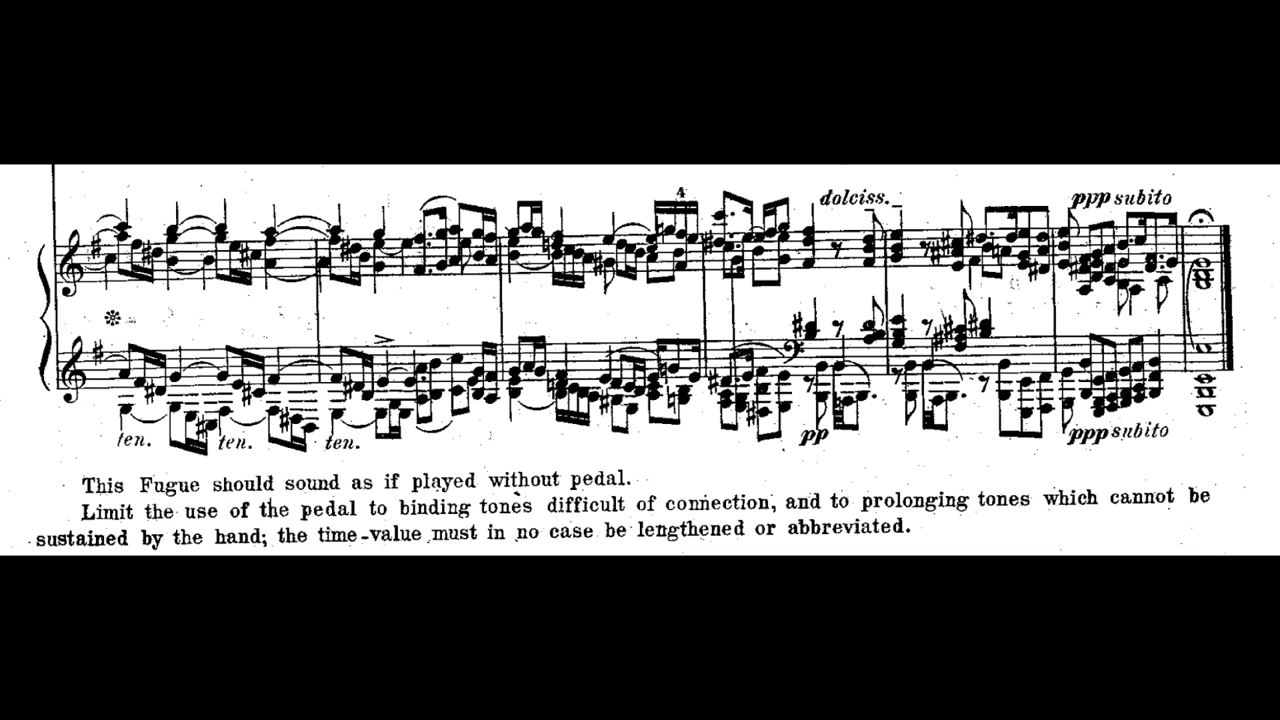 4
dolciss.
ppp subito
ten.
ten.
ten.
pp
ppp subito
This Fugue should sound as if played without pedal.
Limit the use of the pedal to binding tones difficult of connection, and to prolonging tones which cannot be
sustained by the hand; the time-value must in no case be lengthened or abbreviated.